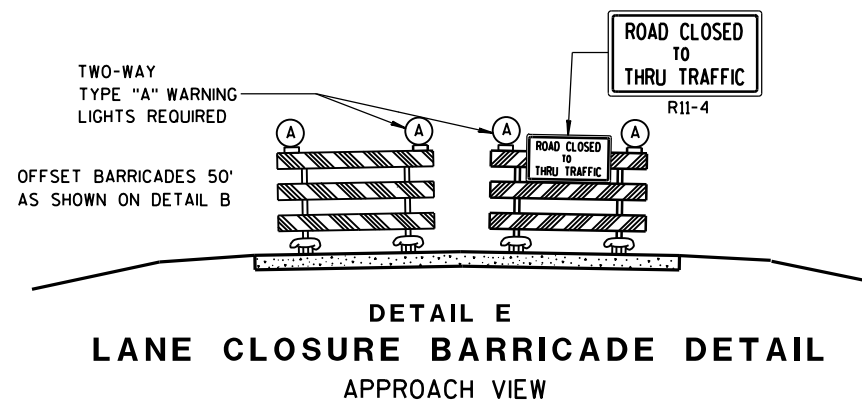 ROAD CLOSED
TO
THRU TRAFFIC
R11-4
TWO-WAY
TYPE "A" WARNING
LIGHTS REQUIRED
A
A
A
A
ROAD CLOSED
TO
THRU TRAFFIC
OFFSET BARRICADES 50'
AS SHOWN ON DETAIL B
DETAIL E
LANE CLOSURE BARRICADE DETAIL
APPROACH VIEW